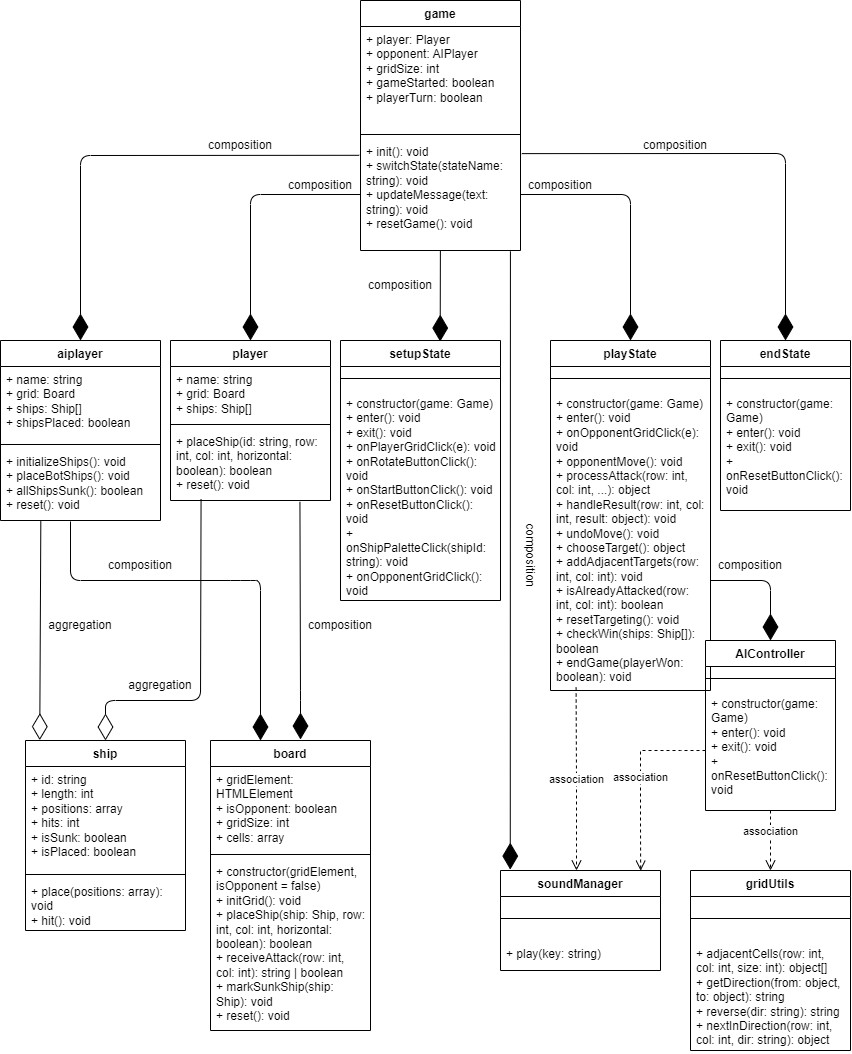 game
+ player: Player
+ opponent: AIPlayer
+ gridSize: int
+ gameStarted: boolean
+ playerTurn: boolean
+ init(): void
+ switchState(stateName:
string): void
+ updateMessage(text:
string): void
+ resetGame(): void
composition
composition
composition
composition
composition
aiplayer
+ name: string
+ grid: Board
+ ships: Ship[]
+ shipsPlaced: boolean
+ initializeShips(): void
+ placeBotShips(): void
+ allShipsSunk(): boolean
+ reset(): void
player
+ name: string
+ grid: Board
+ ships: Ship[]
+ placeShip(id: string, row:
int, col: int, horizontal:
boolean): boolean
+ reset(): void
setupState
+ constructor(game: Game)
+ enter(): void
+ exit(): void
+ onPlayerGridClick(e): void
+ onRotateButtonClick():
void
+ onStartButtonClick(): void
+ onResetButtonClick():
void
+
onShipPaletteClick(shipId:
string): void
+ onOpponentGridClick():
void
playState
+ constructor(game: Game)
+ enter(): void
+ onOpponentGridClick(e):
void
+ opponentMove(): void
+ processAttack(row: int,
col: int, ...): object
+ handleResult(row: int, col:
int, result: object): void
+ undoMove(): void
+ chooseTarget(): object
+ addAdjacentTargets(row:
int, col: int): void
+ isAlreadyAttacked(row:
int, col: int): boolean
+ resetTargeting(): void
+ checkWin(ships: Ship[]):
boolean
+ endGame(playerWon:
boolean): void
endState
+ constructor(game:
Game)
+ enter(): void
+ exit(): void
+
onResetButtonClick():
void
composition
aggregation
composition
aggregation
composition
composition
AIController
+ constructor(game:
Game)
+ enter(): void
+ exit(): void
+
onResetButtonClick():
void
ship
+ id: string
+ length: int
+ positions: array
+ hits: int
+ isSunk: boolean
+ isPlaced: boolean
+ place(positions: array):
void
+ hit(): void
board
+ gridElement:
HTMLElement
+ isOpponent: boolean
+ gridSize: int
+ cells: array
+ constructor(gridElement,
isOpponent = false)
+ initGrid(): void
+ placeShip(ship: Ship, row:
int, col: int, horizontal:
boolean): boolean
+ receiveAttack(row: int,
col: int): string | boolean
+ markSunkShip(ship:
Ship): void
+ reset(): void
association
association
association
soundManager
+ play(key: string)
gridUtils
+ adjacentCells(row: int,
col: int, size: int): object[]
+ getDirection(from: object,
to: object): string
+ reverse(dir: string): string
+ nextInDirection(row: int,
col: int, dir: string): object